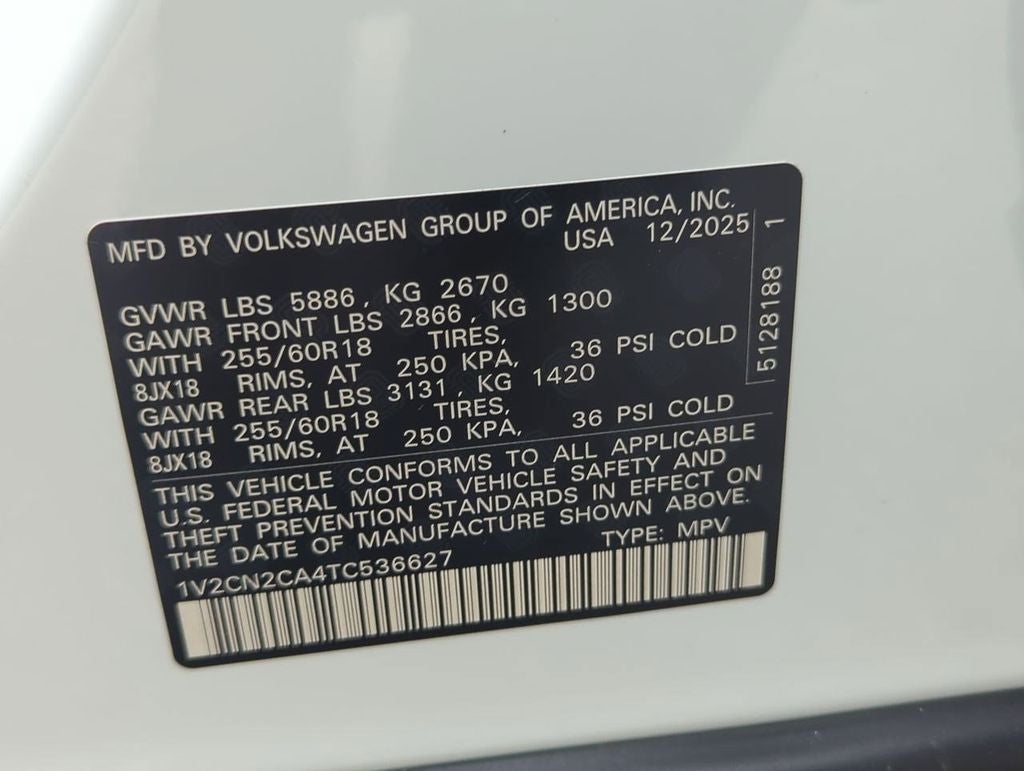 MFD BY VOLKSWAGEN GROUP OF AMERICA, INC.
USA 12/2025
GVWR LBS 5886, KG 2670
GAWR FRONT LBS 2866, KG 1300
WITH 255/60R18 TIRES,
8JX18 RIMS, AT 250 KPA, 36 PSI COLD
GAWR REAR LBS 3131, KG 1420
WITH 255/60R18 TIRES,
8JX18 RIMS, AT 250 KPA, 36 PSI COLD
5128188 1
THIS VEHICLE CONFORMS TO ALL APPLICABLE
U.S. FEDERAL MOTOR VEHICLE SAFETY AND
THEFT PREVENTION STANDARDS IN EFFECT ON
THE DATE OF MANUFACTURE SHOWN ABOVE.
1V2CN2CA4TC536627 TYPE: MPV